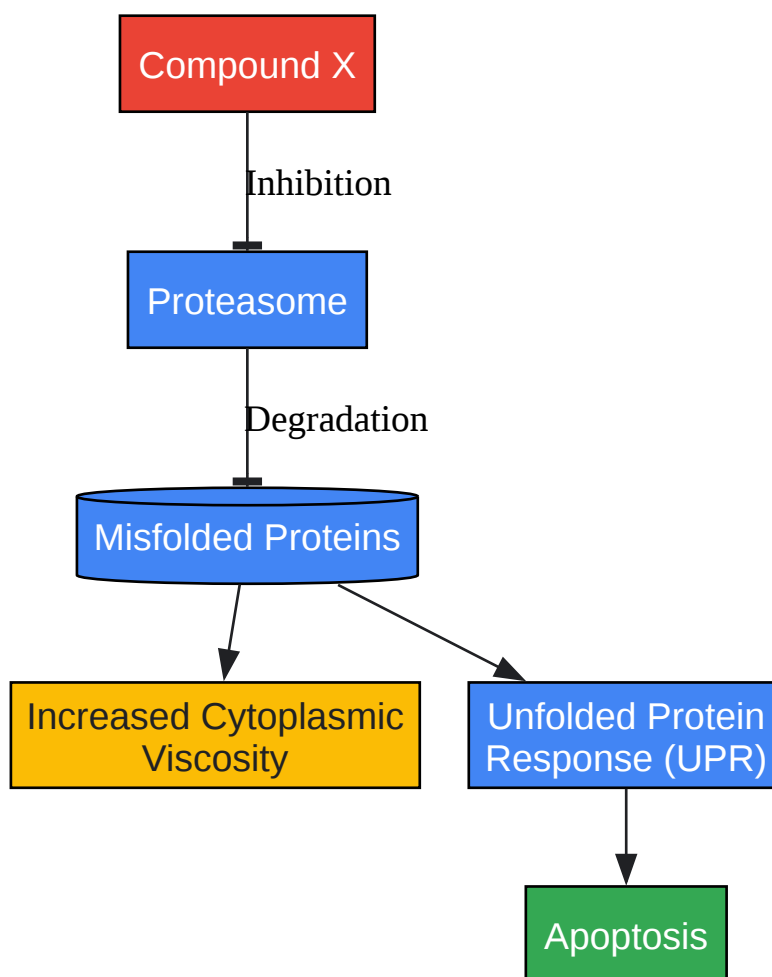 Compound X
Inhibition
Proteasome
Degradation
Misfolded Proteins
Increased Cytoplasmic
Viscosity
Unfolded Protein
Response (UPR)
Apoptosis